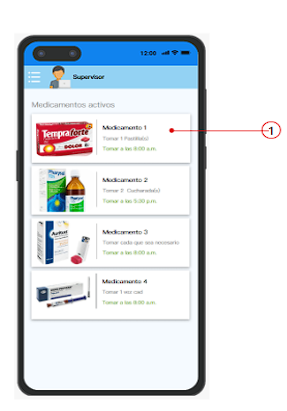 12:00
Supervisor
Medicamentos activos
Tempraforte
DOLOR
Medicamento 1
Tomar 1 Pastilla(s)
Tomar a las 8:00 a.m.
1
Medicamento 2
Tomar 2 Cucharada(s)
Tomar a las 9:30 p.m.
Medicamento 3
Tomar cada que sea necesario
Tomar a las 8:00 a.m.
Medicamento 4
Tomar 1 vez cad
Tomar a las 8:00 a.m.